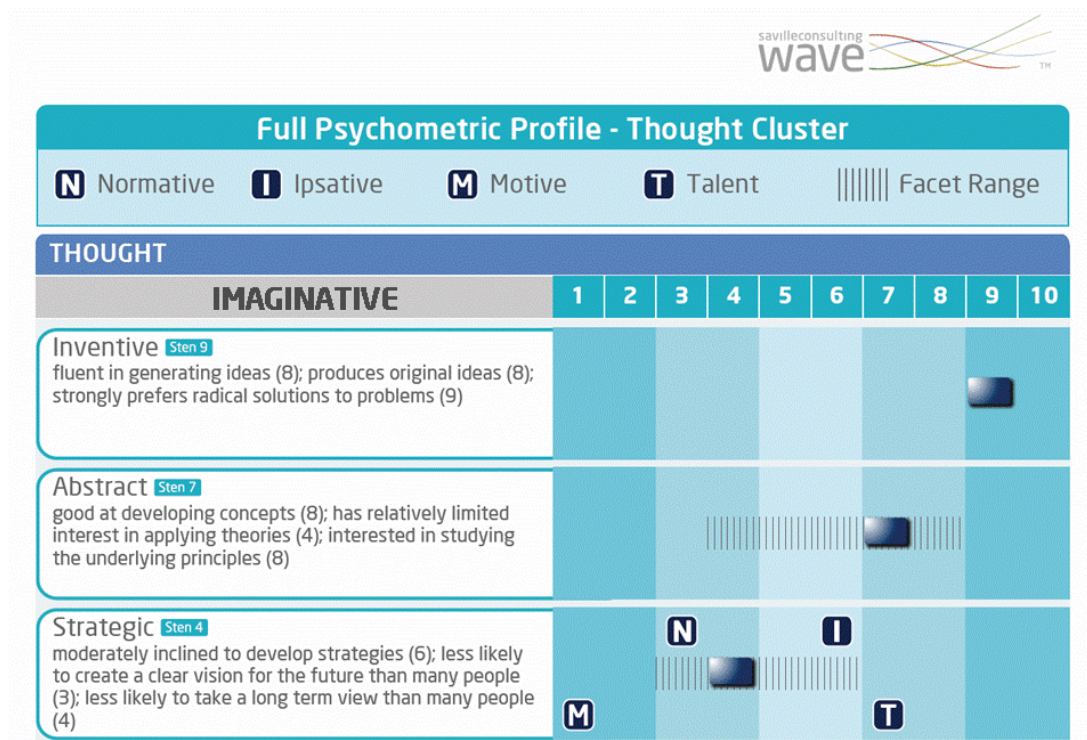 savilleconsulting
wave
TM
Full Psychometric Profile - Thought Cluster
N Normative I Ipsative M Motive T Talent Facet Range
THOUGHT
IMAGINATIVE 1 2 3 4 5 6 7 8 9 10
Inventive Sten 9
fluent in generating ideas (8); produces original ideas (8);
strongly prefers radical solutions to problems (9)
Abstract Sten 7
good at developing concepts (8); has relatively limited
interest in applying theories (4); interested in studying
the underlying principles (8)
Strategic Sten 4
N I
moderately inclined to develop strategies (6); less likely
to create a clear vision for the future than many people
(3); less likely to take a long term view than many people
(4)
M T